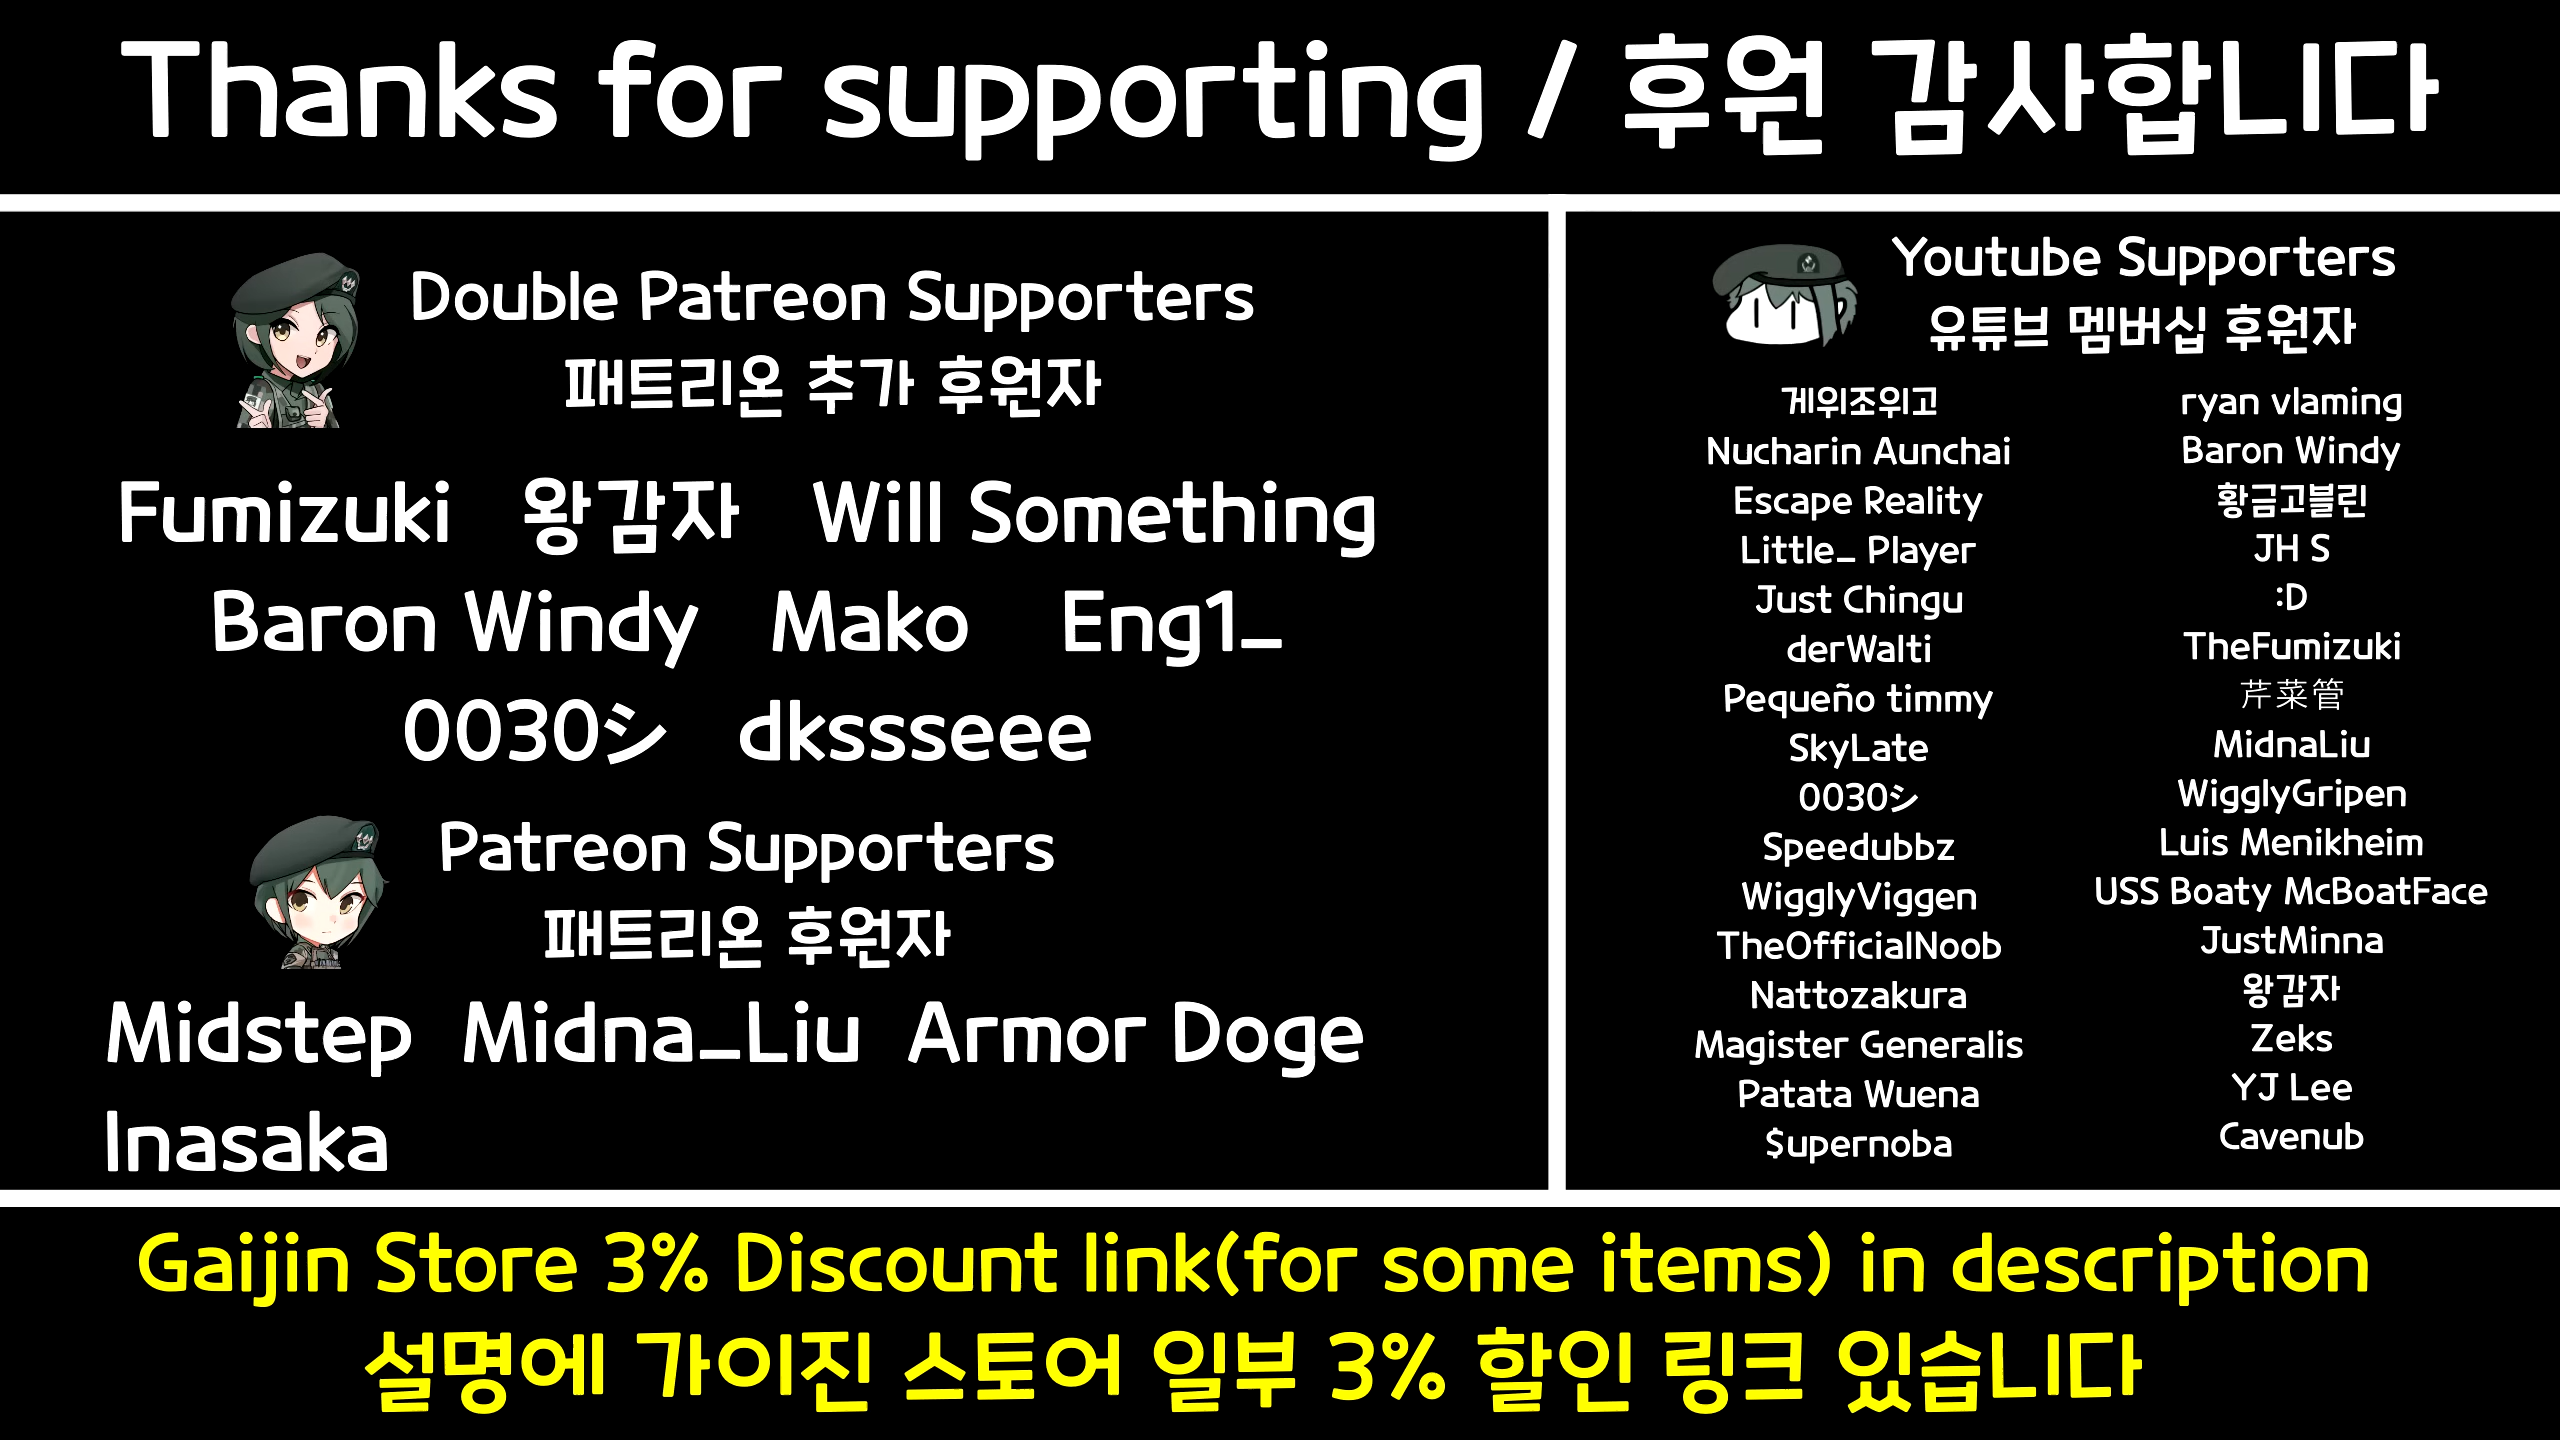 Thanks for supporting / 후원 감사합니다
Double Patreon Supporters
패트리온 추가 후원자
Fumizuki 왕감자 Will Something
Baron Windy Mako Eng1_
0030シ dkssseee
Patreon Supporters
패트리온 후원자
Midstep Midna_Liu Armor Doge
Inasaka
Youtube Supporters
유튜브 멤버십 후원자
게위조위고
Nucharin Aunchai
Escape Reality
Little_ Player
Just Chingu
derWalti
Pequeño timmy
SkyLate
0030シ
Speedubbz
WigglyViggen
TheOfficialNoob
Nattozakura
Magister Generalis
Patata Wuena
$upernoba
ryan vlaming
Baron Windy
황금고블린
JH S
:D
TheFumizuki
芹菜管
MidnaLiu
WigglyGripen
Luis Menikheim
USS Boaty McBoatFace
JustMinna
왕감자
Zeks
YJ Lee
Cavenub
Gaijin Store 3% Discount link(for some items) in description
설명에 가이진 스토어 일부 3% 할인 링크 있습니다